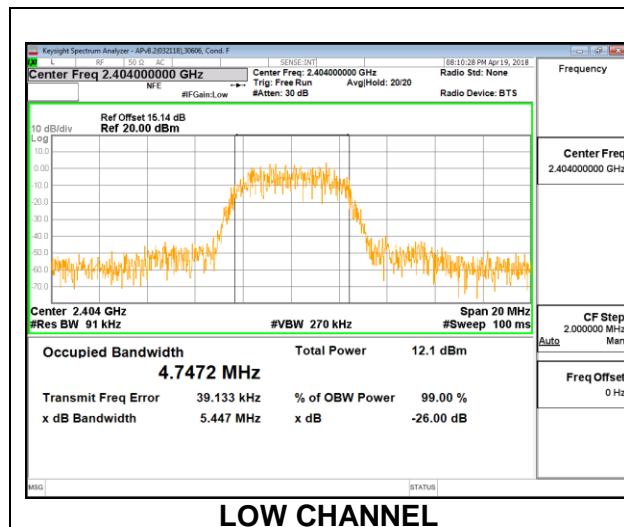 Keysight Spectrum Analyzer - APv8.2(032118),30606, Cond. F
L RF 50 Ω AC SENSE:INT 08:10:28 PM Apr 19, 2018
Center Freq 2.404000000 GHz
NFE
#IFGain:Low
Center Freq: 2.404000000 GHz
Trig: Free Run Avg|Hold: 20/20
#Atten: 30 dB
Radio Std: None
Radio Device: BTS
Frequency
Ref Offset 15.14 dB
10 dB/div Ref 20.00 dBm
Log
10.0
0.00
-10.0
-20.0
-30.0
-40.0
-50.0
-60.0
-70.0
Center Freq
2.404000000 GHz
Center 2.404 GHz Span 20 MHz
#Res BW 91 kHz #VBW 270 kHz #Sweep 100 ms
CF Step
2.000000 MHz
Auto Man
Occupied Bandwidth Total Power 12.1 dBm
4.7472 MHz
Transmit Freq Error 39.133 kHz % of OBW Power 99.00 %
x dB Bandwidth 5.447 MHz x dB -26.00 dB
Freq Offset
0 Hz
MSG STATUS
LOW CHANNEL